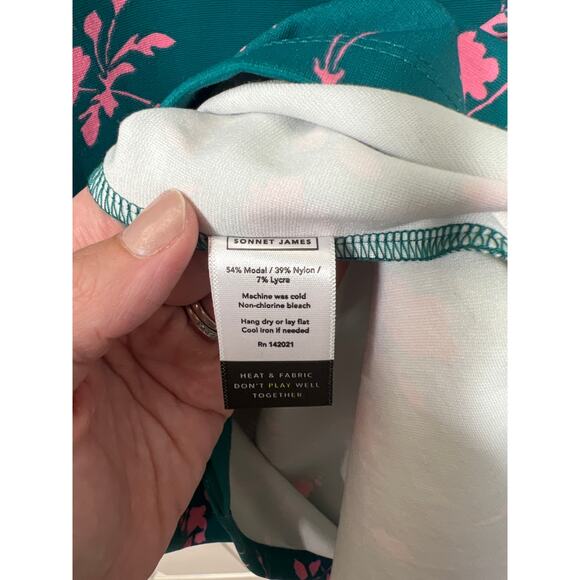 SONNET JAMES
54% Modal / 39% Nylon /
7% Lycra
Machine was cold
Non-chlorine bleach
Hang dry or lay flat
Cool iron if needed
Rn 142021
HEAT & FABRIC
DON'T PLAY WELL
TOGETHER